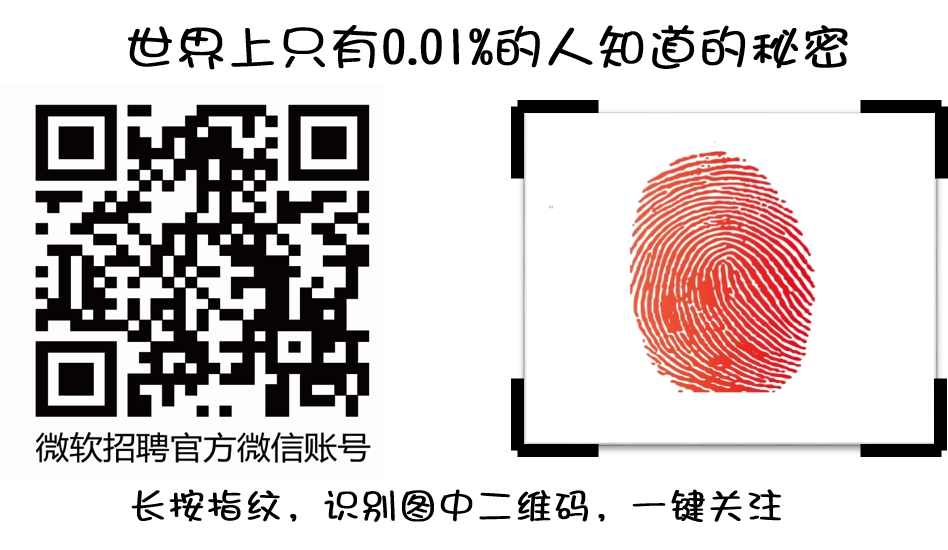 世界上只有0.01%的人知道的秘密
微软招聘官方微信账号
长按指纹，识别图中二维码，一键关注